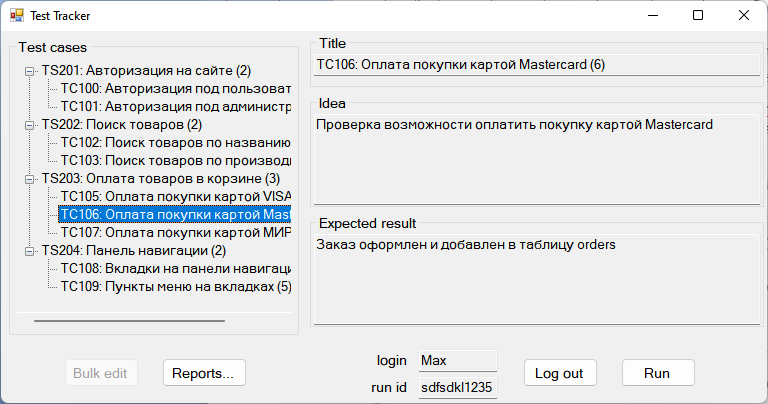 Test Tracker
Test cases
TS201: Авторизация на сайте (2)
TC100: Авторизация под пользоват
TC101: Авторизация под админист
TS202: Поиск товаров (2)
TC102: Поиск товаров по названию
TC103: Поиск товаров по производи
TS203: Оплата товаров в корзине (3)
TC105: Оплата покупки картой VISA
TC106: Оплата покупки картой Mast
TC107: Оплата покупки картой МИР
TS204: Панель навигации (2)
TC108: Вкладки на панели навигаци
TC109: Пункты меню на вкладках (5)
Title
TC106: Оплата покупки картой Mastercard (6)
Idea
Проверка возможности оплатить покупку картой Mastercard
Expected result
Заказ оформлен и добавлен в таблицу orders
Bulk edit
Reports...
login Max
run id sdfsdkl1235
Log out
Run